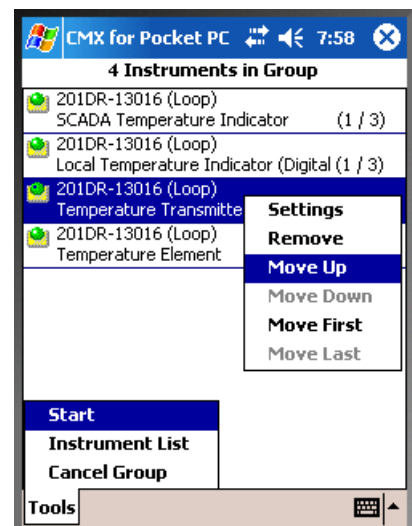 CMX for Pocket PC 7:58
4 Instruments in Group
201DR-13016 (Loop)
SCADA Temperature Indicator (1 / 3)
201DR-13016 (Loop)
Local Temperature Indicator (Digital (1 / 3)
201DR-13016 (Loop)
Temperature Transmitte
201DR-13016 (Loop)
Temperature Element
Settings
Remove
Move Up
Move Down
Move First
Move Last
Start
Instrument List
Cancel Group
Tools